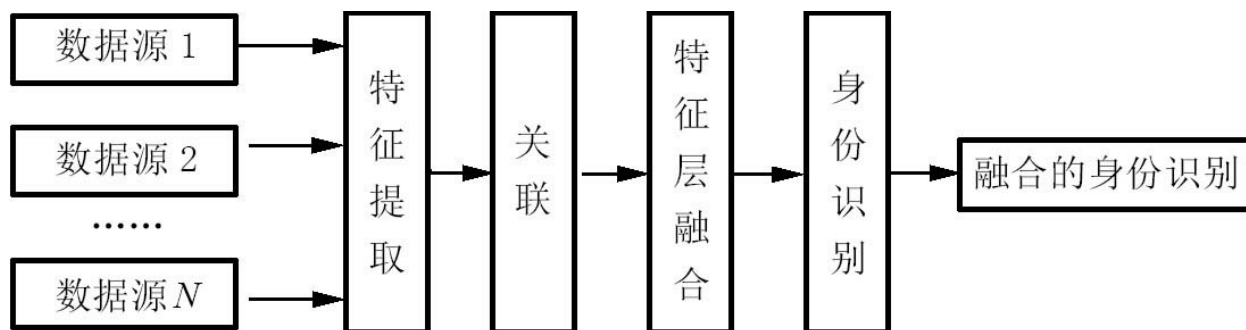 数据源 1
数据源 2
……
数据源 N
特征提取
关联
特征层融合
身份识别
融合的身份识别